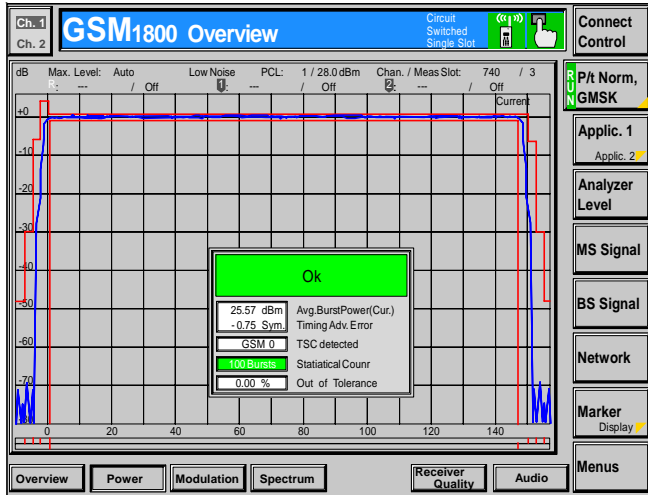 Ch. 1
Ch. 2
GSM1800 Overview
Circuit
Switched
Single Slot
Connect
Control
dB Max. Level: Auto Low Noise PCL: 1 / 28.0 dBm Chan. / Meas Slot: 740 / 3
R: --- / Off 1: --- / Off 2: --- / Off
Current
+0
-10
-20
-30
-40
-50
-60
-70
-80
0 20 40 60 80 100 120 140
Ok
25.57 dBm Avg.BurstPower(Cur.)
-0.75 Sym. Timing Adv. Error
GSM 0 TSC detected
100 Bursts Statiatical Counr
0.00 % Out of Tolerance
RUN
P/t Norm,
GMSK
Applic. 1
Applic. 2
Analyzer
Level
MS Signal
BS Signal
Network
Marker
Display
Menus
Overview
Power
Modulation
Spectrum
Receiver
Quality
Audio